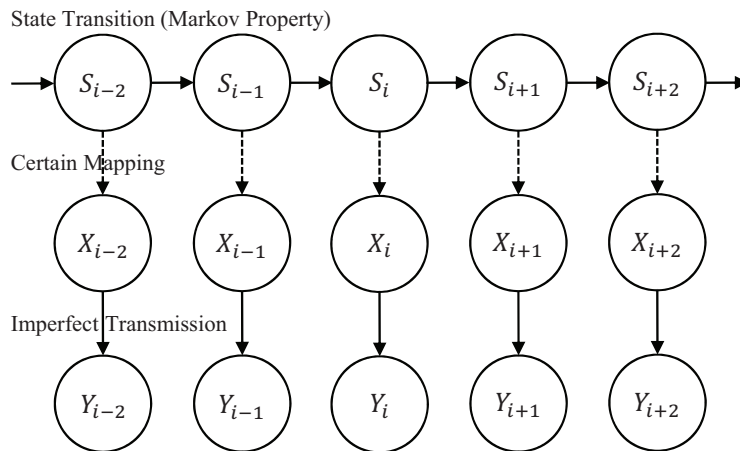 State Transition (Markov Property)
S_{i−2} S_{i−1} S_i S_{i+1} S_{i+2}
Certain Mapping
X_{i−2} X_{i−1} X_i X_{i+1} X_{i+2}
Imperfect Transmission
Y_{i−2} Y_{i−1} Y_i Y_{i+1} Y_{i+2}